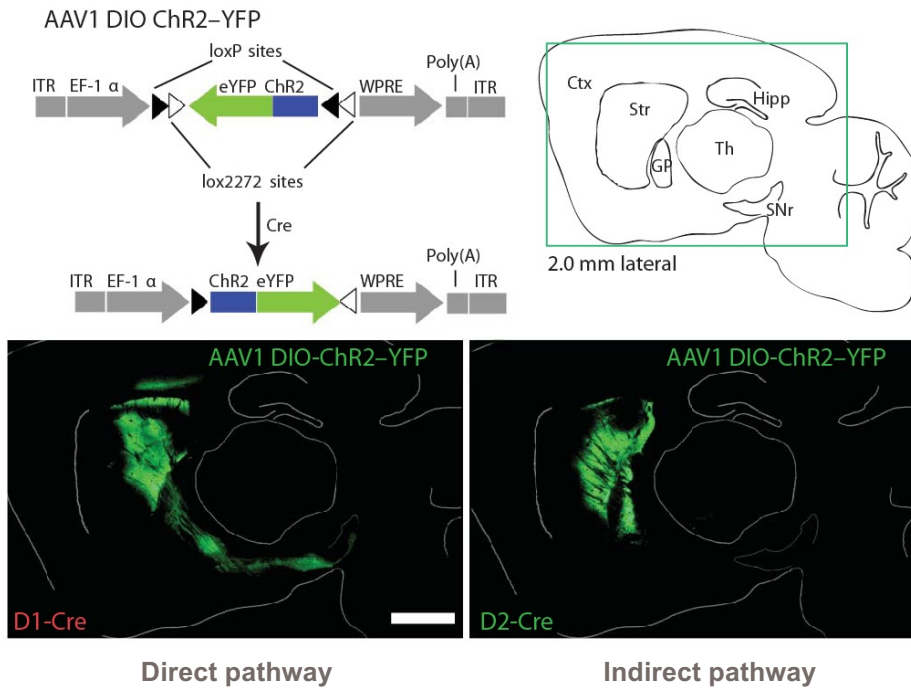 AAV1 DIO ChR2–YFP
loxP sites
ITR EF-1 α eYFP ChR2 WPRE Poly(A) ITR
lox2272 sites
Cre
ITR EF-1 α ChR2 eYFP WPRE Poly(A) ITR
Ctx
Str
Hipp
GP
Th
SNr
2.0 mm lateral
AAV1 DIO-ChR2–YFP
D1-Cre
AAV1 DIO-ChR2–YFP
D2-Cre
Direct pathway
Indirect pathway